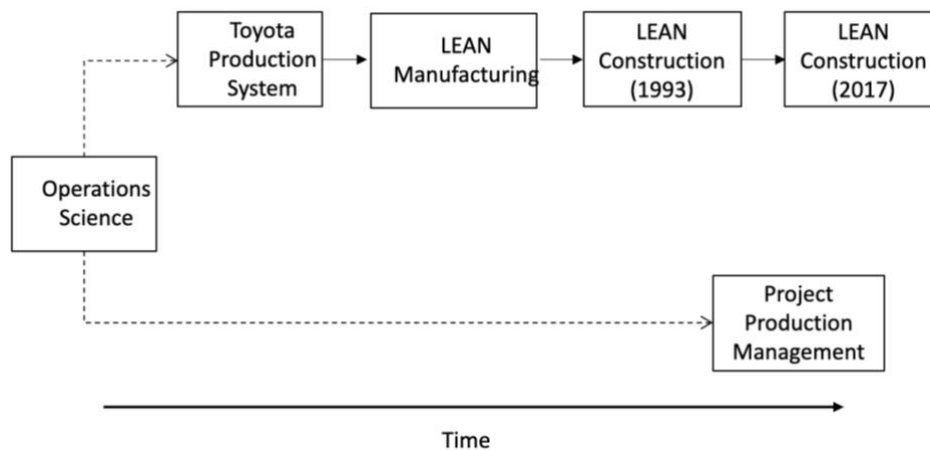 Toyota
Production
System
LEAN
Manufacturing
LEAN
Construction
(1993)
LEAN
Construction
(2017)
Operations
Science
Project
Production
Management
Time